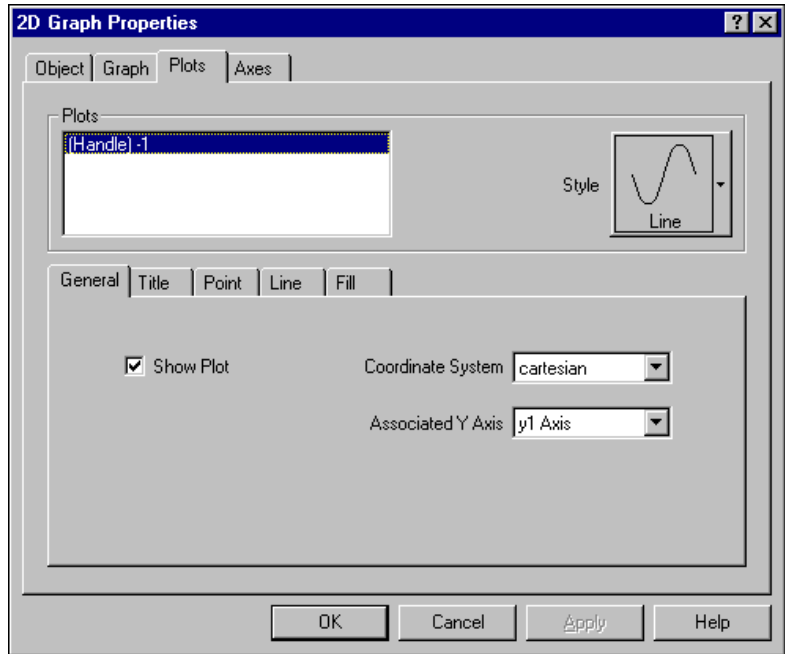 2D Graph Properties ?
Object Graph Plots Axes
Plots
(Handle) -1
Style
Line
General Title Point Line Fill
Show Plot Coordinate System cartesian
Associated Y Axis y1 Axis
OK Cancel Apply Help